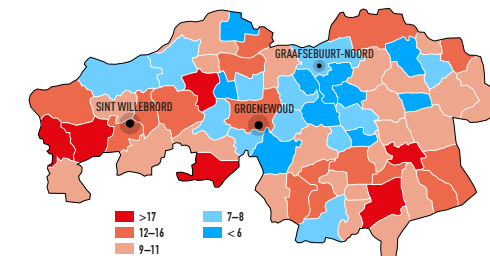 GRAAFSEBUURT-NOORD
SINT WILLEBRORD
GROENEWOUD
>17
12–16
9–11
7–8
< 6